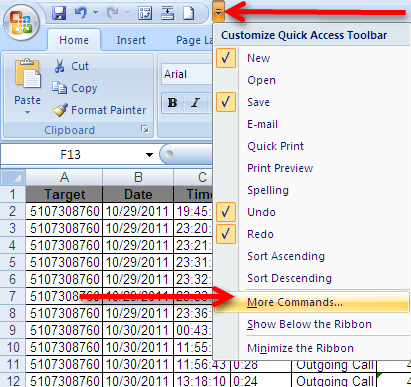 Home Insert Page La
Cut
Copy
Format Painter
Paste
Clipboard
Arial
B I
F13
Customize Quick Access Toolbar
New
Open
Save
E-mail
Quick Print
Print Preview
Spelling
Undo
Redo
Sort Ascending
Sort Descending
More Commands...
Show Below the Ribbon
Minimize the Ribbon
A B C
1 Target Date Tim
2 5107308760 10/29/2011 19:45:
3 5107308760 10/29/2011 23:20:
4 5107308760 10/29/2011 23:21:
5 5107308760 10/29/2011 23:31:
6 5107308760 10/29/2011 23:32:
7 5107308760 10/29/2011
8 5107308760 10/29/2011 23:36:
9 5107308760 10/30/2011 00:43:
10 5107308760 10/30/2011 11:55:
11 5107308760 10/30/2011 11:56:43 0:28 Outgoing Call
12 5107308760 10/30/2011 13:18:10 0:24 Outgoing Call